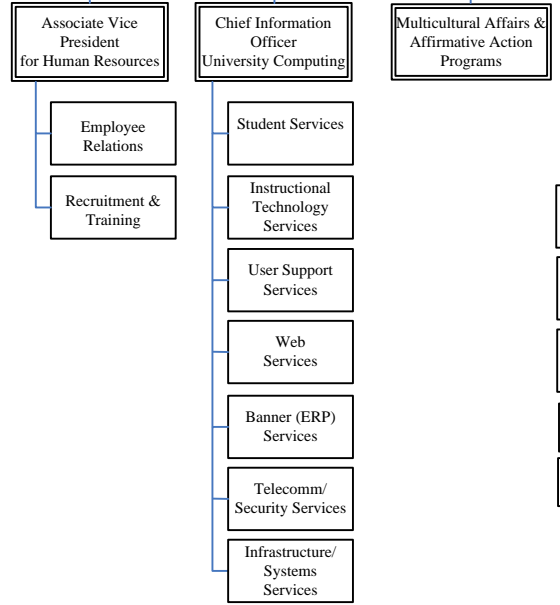 Associate Vice
President
for Human Resources
Employee
Relations
Recruitment &
Training
Chief Information
Officer
University Computing
Student Services
Instructional
Technology
Services
User Support
Services
Web
Services
Banner (ERP)
Services
Telecomm/
Security Services
Infrastructure/
Systems
Services
Multicultural Affairs &
Affirmative Action
Programs